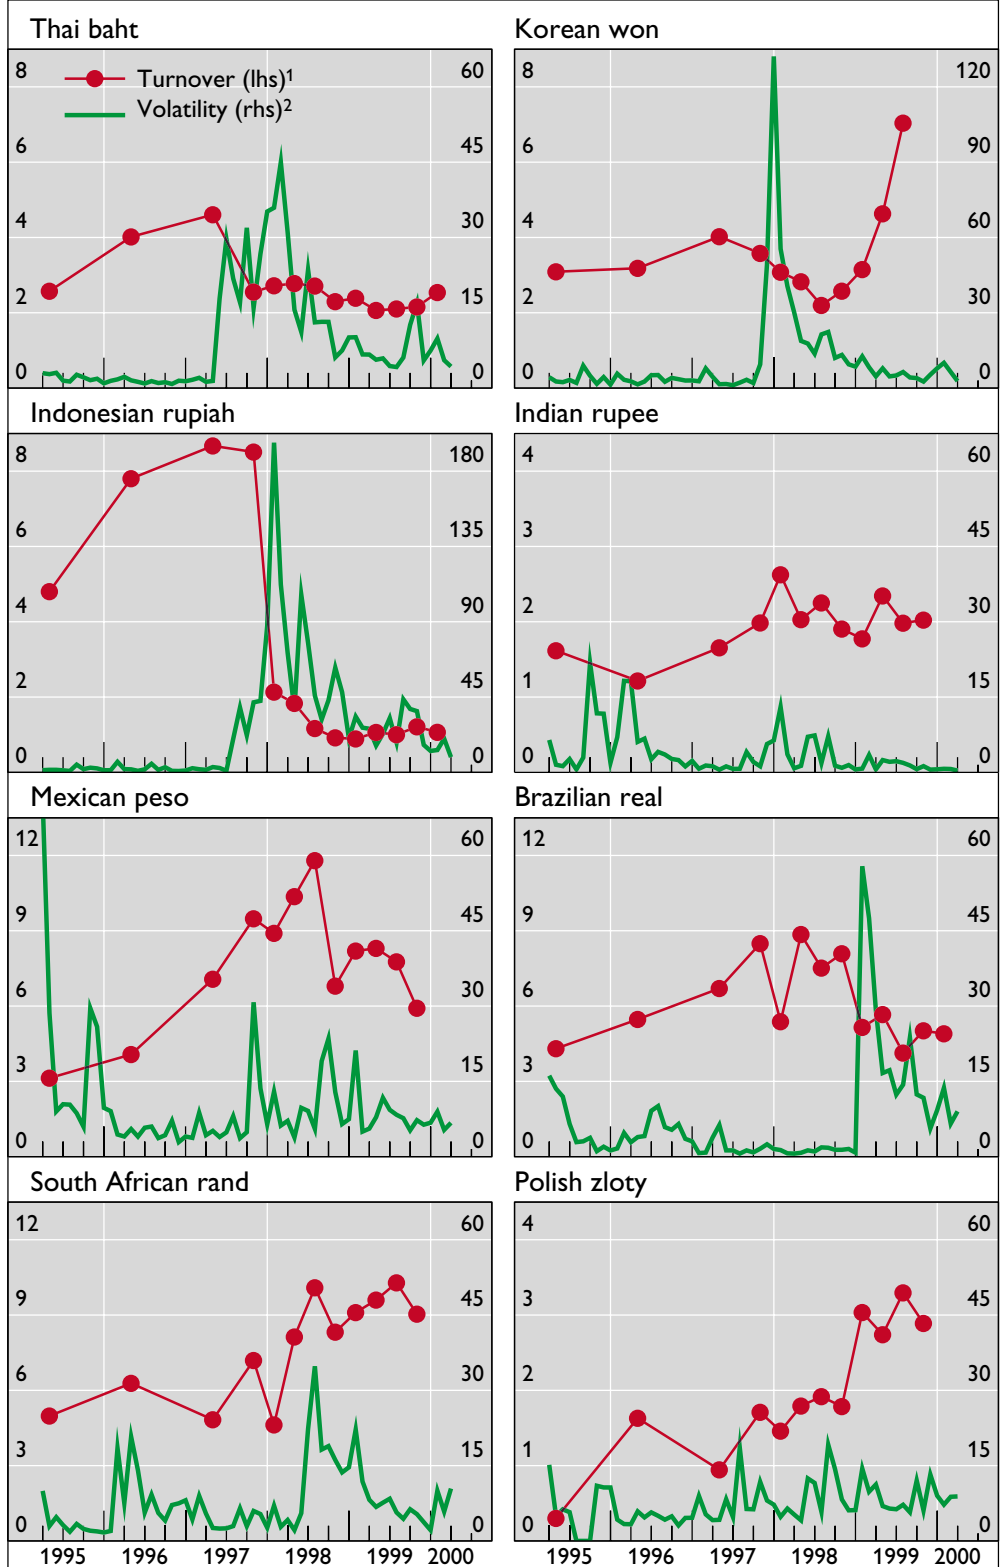 Thai baht Korean won
8 Turnover (lhs)1 60 8 120
Volatility (rhs)2
6 45 6 90
4 30 4 60
2 15 2 30
0 0 0 0
Indonesian rupiah Indian rupee
8 180 4 60
6 135 3 45
4 90 2 30
2 45 1 15
0 0 0 0
Mexican peso Brazilian real
12 60 12 60
9 45 9 45
6 30 6 30
3 15 3 15
0 0 0 0
South African rand Polish zloty
12 60 4 60
9 45 3 45
6 30 2 30
3 15 1 15
0 0 0 0
1995 1996 1997 1998 1999 2000 1995 1996 1997 1998 1999 2000